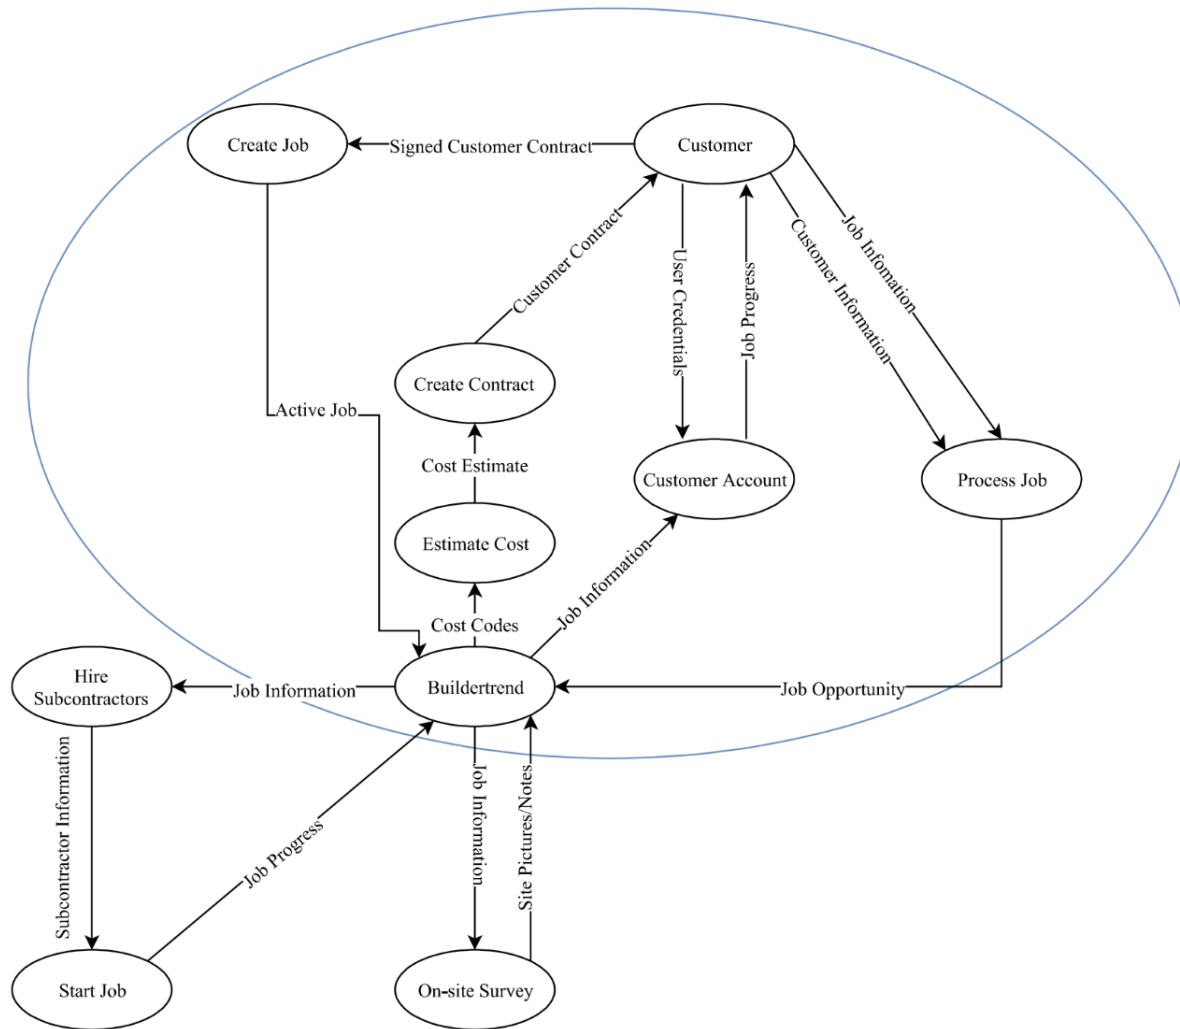 Create Job
Signed Customer Contract
Customer
Customer Contract
User Credentials
Job Progress
Customer Information
Job Infomation
Create Contract
Active Job
Cost Estimate
Customer Account
Process Job
Estimate Cost
Job Information
Cost Codes
Hire
Subcontractors
Job Information
Buildertrend
Job Opportunity
Subcontractor Information
Job Progress
Job Information
Site Pictures/Notes
Start Job
On-site Survey